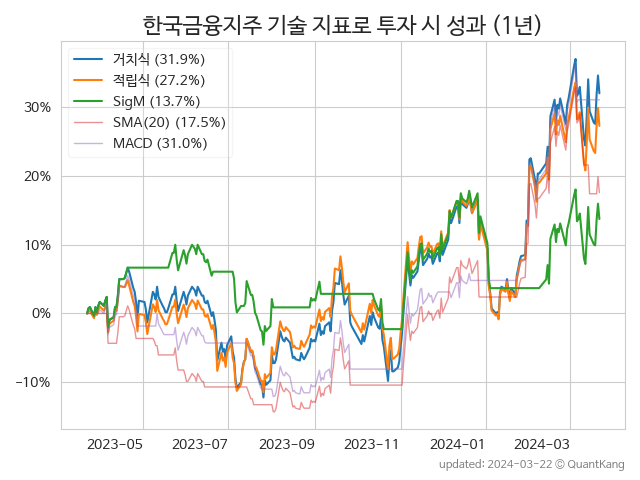 한국금융지주 기술 지표로 투자 시 성과 (1년)
거치식 (31.9%)
적립식 (27.2%)
SigM (13.7%)
SMA(20) (17.5%)
MACD (31.0%)
30%
20%
10%
0%
−10%
2023-05
2023-07
2023-09
2023-11
2024-01
2024-03
updated: 2024-03-22 © QuantKang